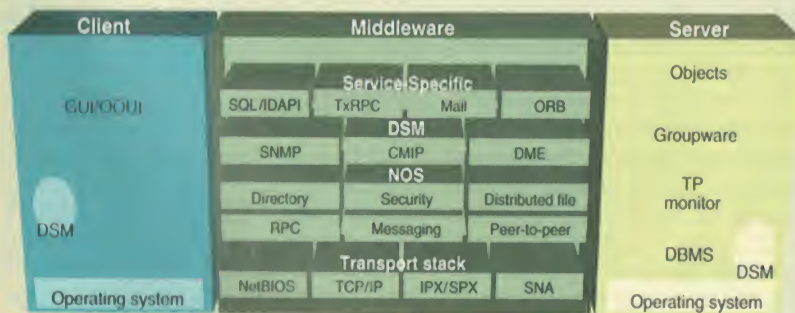 Client
GUI/OOUI
DSM
Operating system
Middleware
Service-Specific
SQL/IDAPI TxRPC Mail ORB
DSM
SNMP CMIP DME
NOS
Directory Security Distributed file
RPC Messaging Peer-to-peer
Transport stack
NetBIOS TCP/IP IPX/SPX SNA
Server
Objects
Groupware
TP
monitor
DBMS
DSM
Operating system